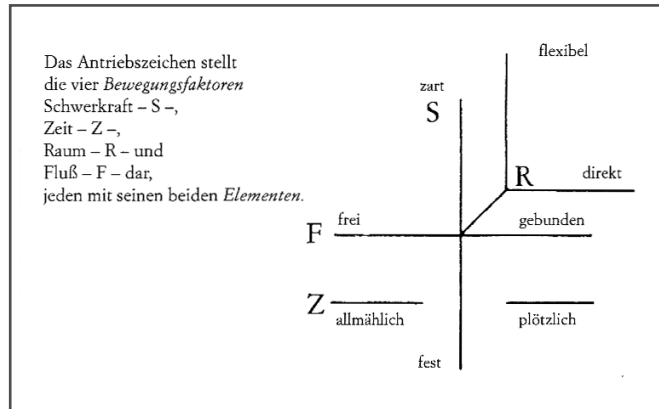 Das Antriebszeichen stellt
die vier Bewegungsfaktoren
Schwerkraft – S –,
Zeit – Z –,
Raum – R – und
Fluß – F – dar,
jeden mit seinen beiden Elementen.
flexibel
zart
S
R
direkt
F
frei
gebunden
Z
allmählich
plötzlich
fest